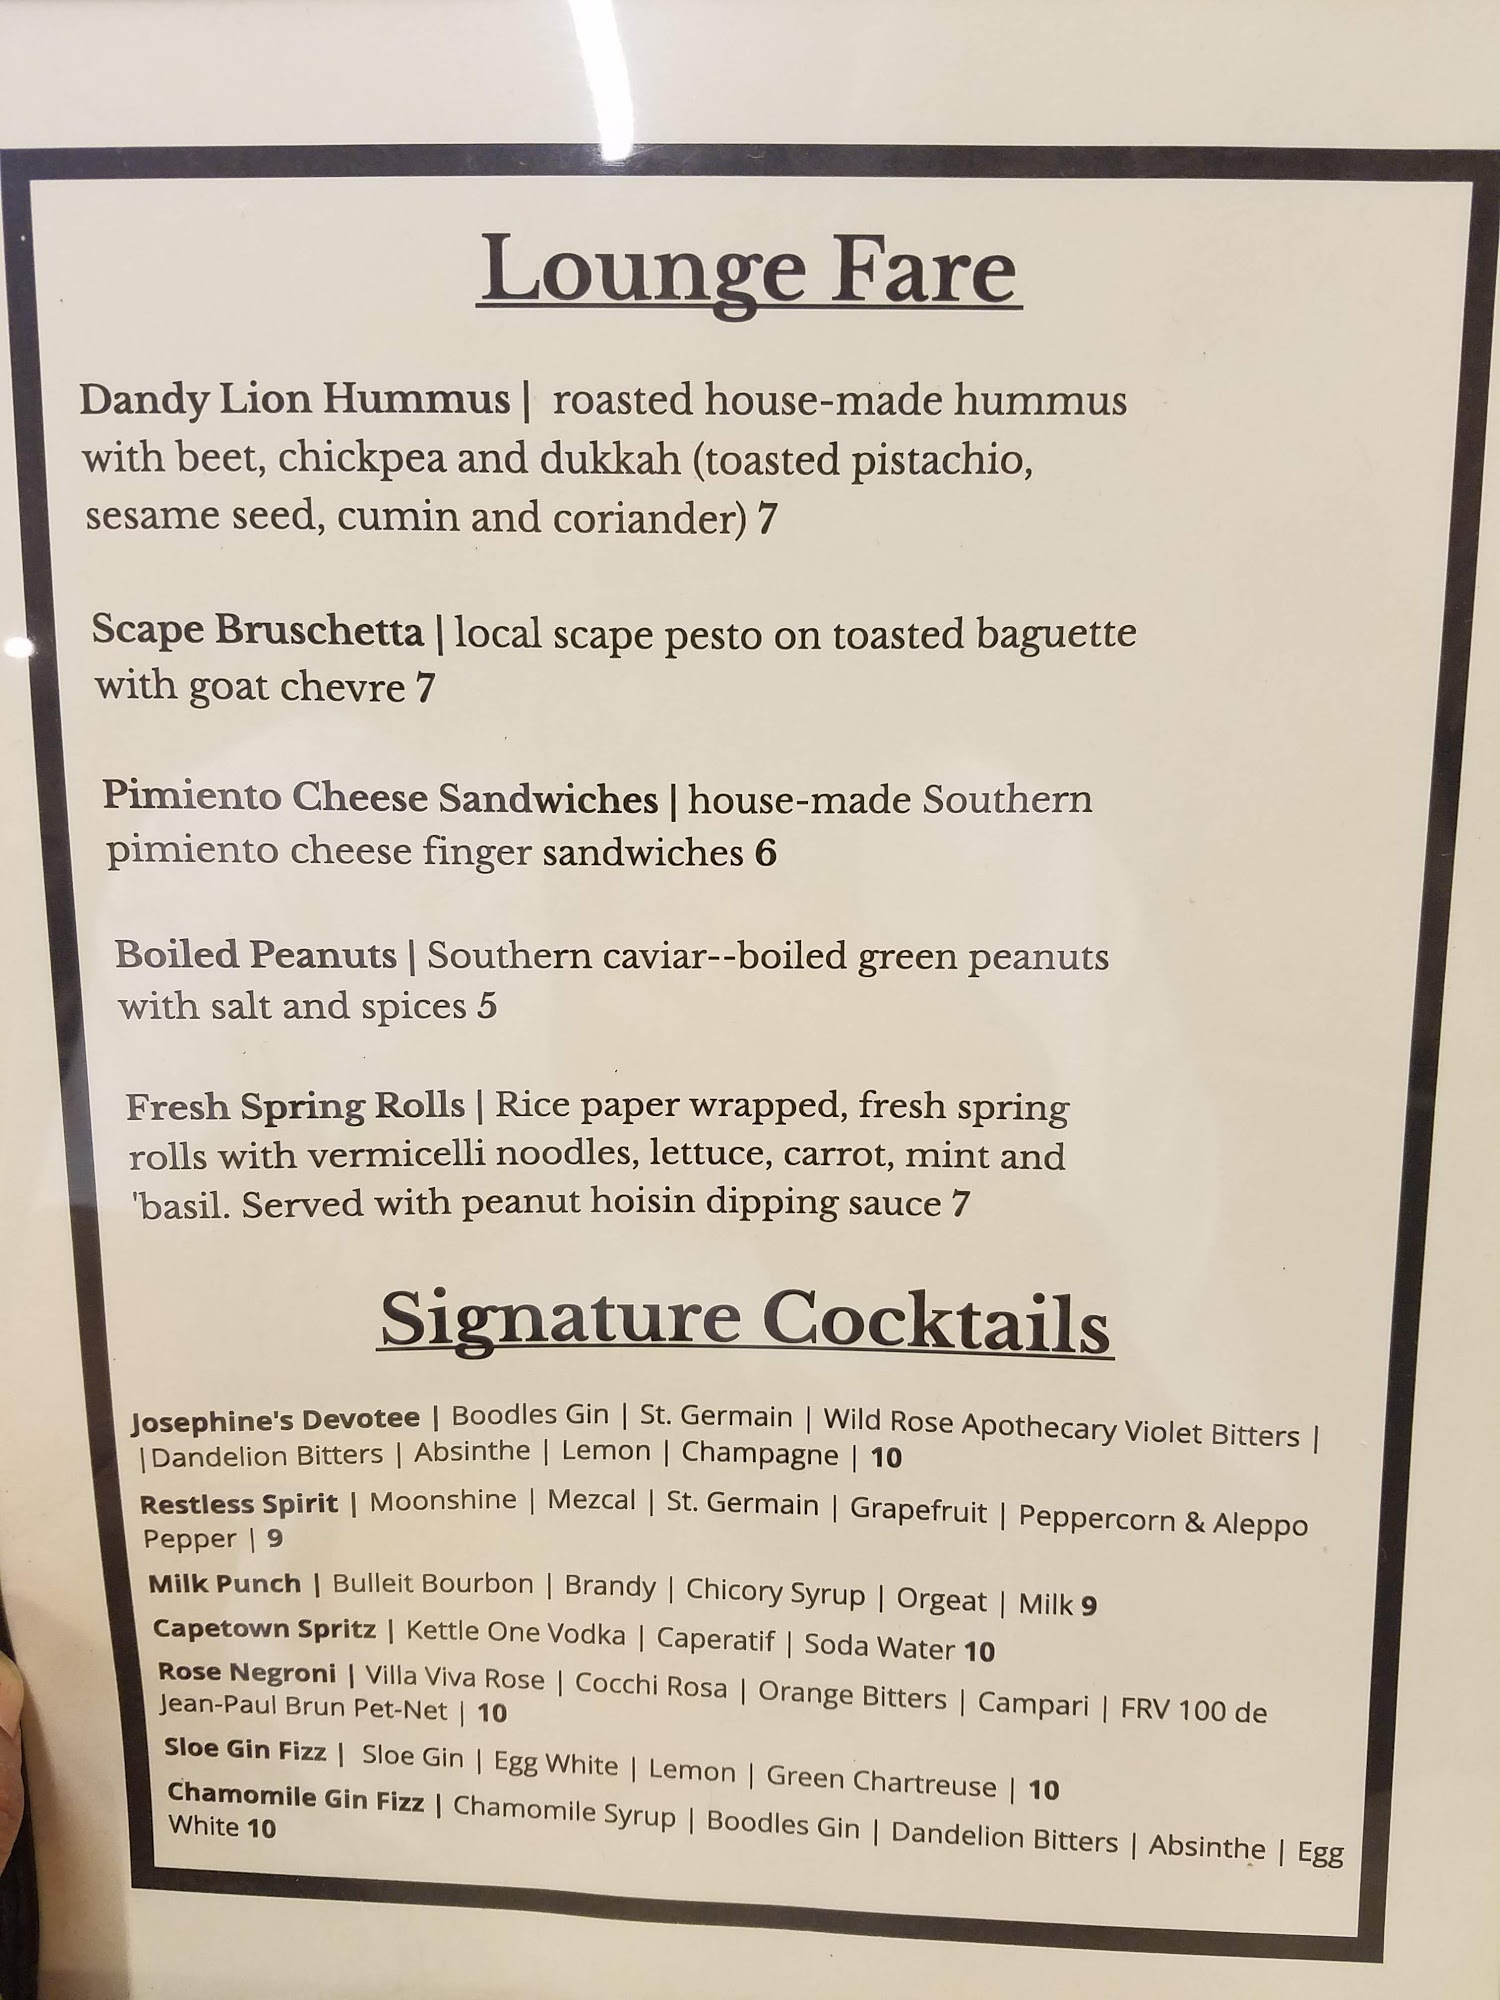 Lounge Fare
Dandy Lion Hummus | roasted house-made hummus
with beet, chickpea and dukkah (toasted pistachio,
sesame seed, cumin and coriander) 7
Scape Bruschetta | local scape pesto on toasted baguette
with goat chevre 7
Pimiento Cheese Sandwiches | house-made Southern
pimiento cheese finger sandwiches 6
Boiled Peanuts | Southern caviar--boiled green peanuts
with salt and spices 5
Fresh Spring Rolls | Rice paper wrapped, fresh spring
rolls with vermicelli noodles, lettuce, carrot, mint and
'basil. Served with peanut hoisin dipping sauce 7
Signature Cocktails
Josephine's Devotee | Boodles Gin | St. Germain | Wild Rose Apothecary Violet Bitters |
| Dandelion Bitters | Absinthe | Lemon | Champagne | 10
Restless Spirit | Moonshine | Mezcal | St. Germain | Grapefruit | Peppercorn & Aleppo
Pepper | 9
Milk Punch | Bulleit Bourbon | Brandy | Chicory Syrup | Orgeat | Milk 9
Capetown Spritz | Kettle One Vodka | Caperatif | Soda Water 10
Rose Negroni | Villa Viva Rose | Cocchi Rosa | Orange Bitters | Campari | FRV 100 de
Jean-Paul Brun Pet-Net | 10
Sloe Gin Fizz | Sloe Gin | Egg White | Lemon | Green Chartreuse | 10
Chamomile Gin Fizz | Chamomile Syrup | Boodles Gin | Dandelion Bitters | Absinthe | Egg
White 10